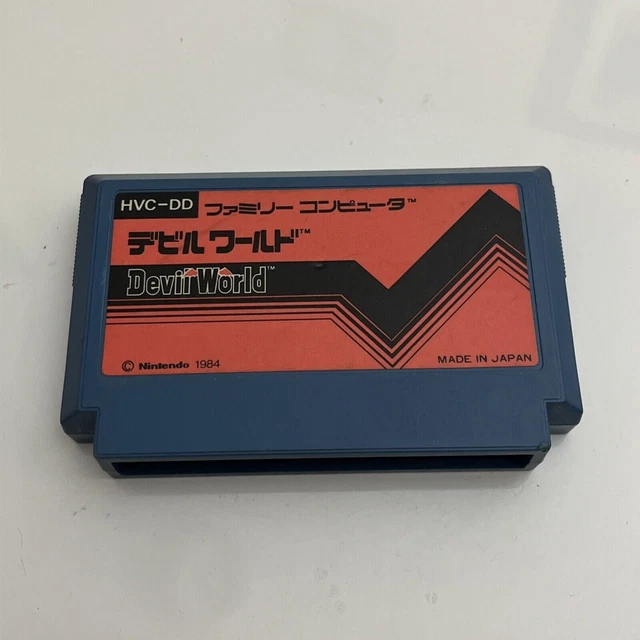 HVC-DD ファミリー コンピュータ™
デビル ワールド™
Devil World™
© Nintendo 1984
MADE IN JAPAN